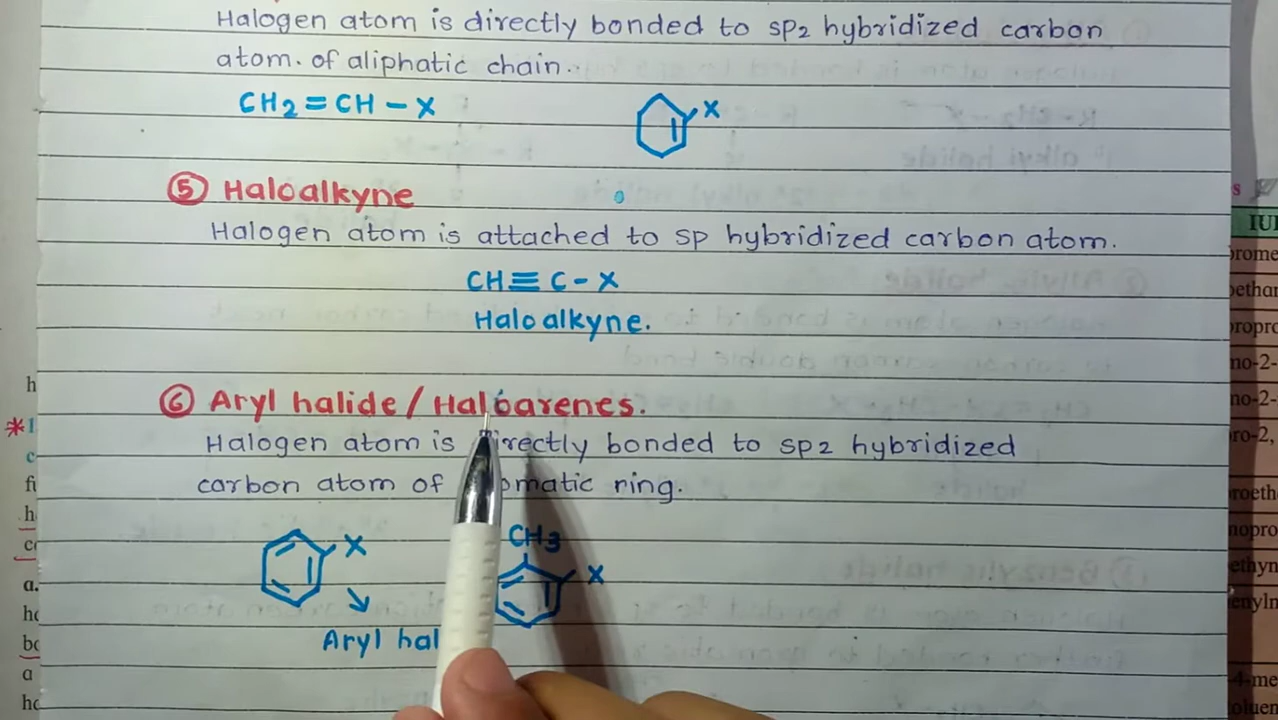 Halogen atom is directly bonded to sp2 hybridized carbon
atom. of aliphatic chain.
CH2=CH-X
X
⑤ Haloalkyne
Halogen atom is attached to sp hybridized carbon atom.
CH≡C-X
Haloalkyne.
⑥ Aryl halide / Haloarenes.
Halogen atom is directly bonded to sp2 hybridized
carbon atom of ring.
X
CH3
X
Aryl